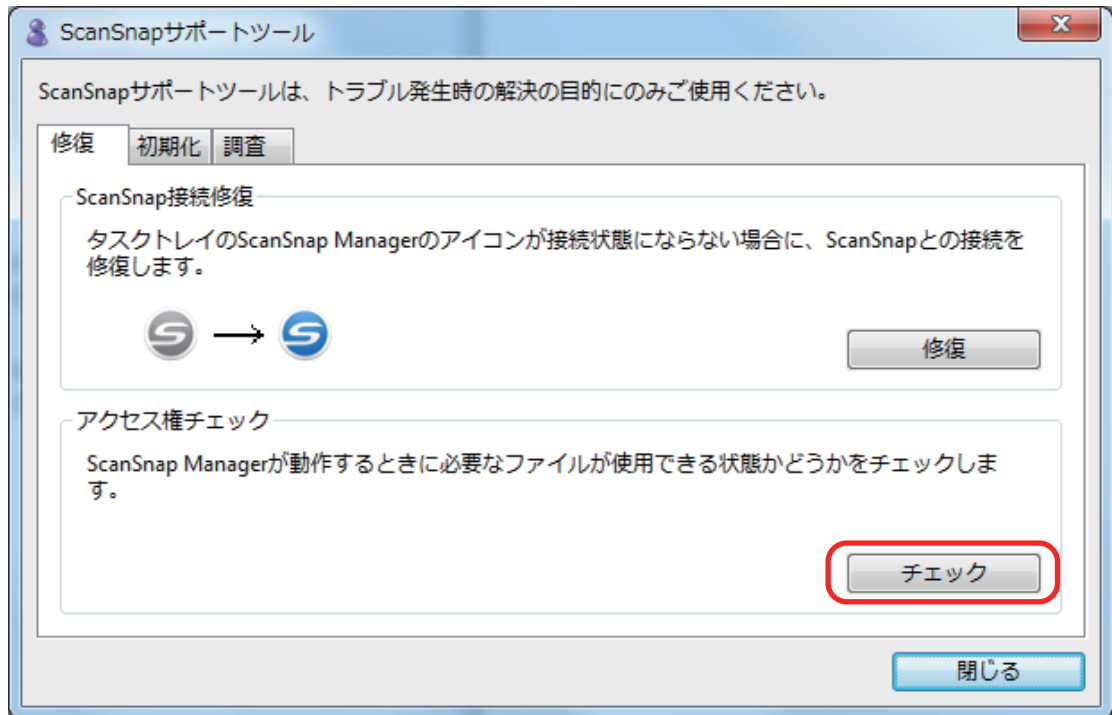 ScanSnapサポートツール
ScanSnapサポートツールは、トラブル発生時の解決の目的にのみご使用ください。
修復 初期化 調査
ScanSnap接続修復
タスクトレイのScanSnap Managerのアイコンが接続状態にならない場合に、ScanSnapとの接続を
修復します。
修復
アクセス権チェック
ScanSnap Managerが動作するときに必要なファイルが使用できる状態かどうかをチェックしま
す。
チェック
閉じる